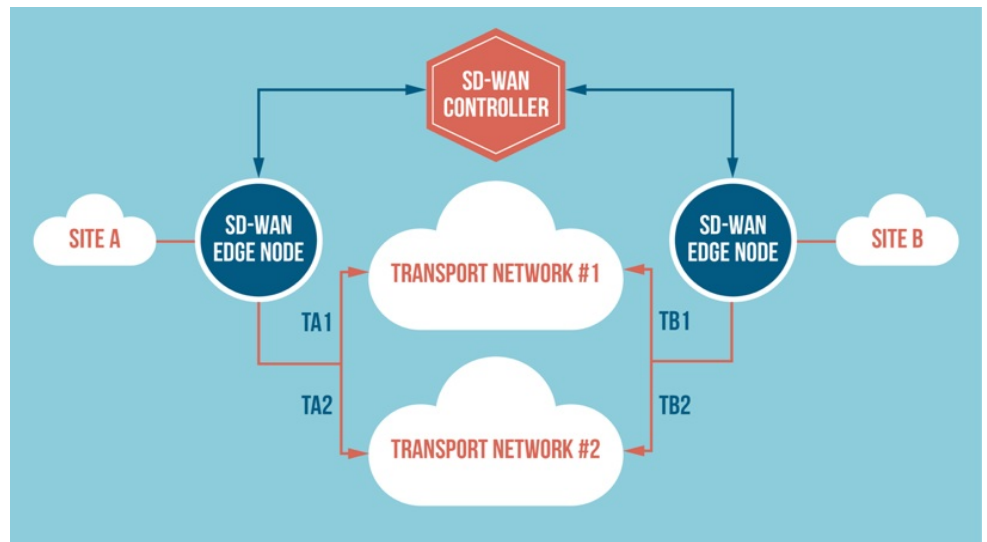 SD-WAN
CONTROLLER
SITE A
SD-WAN
EDGE NODE
TRANSPORT NETWORK #1
SD-WAN
EDGE NODE
SITE B
TA1
TB1
TA2
TB2
TRANSPORT NETWORK #2